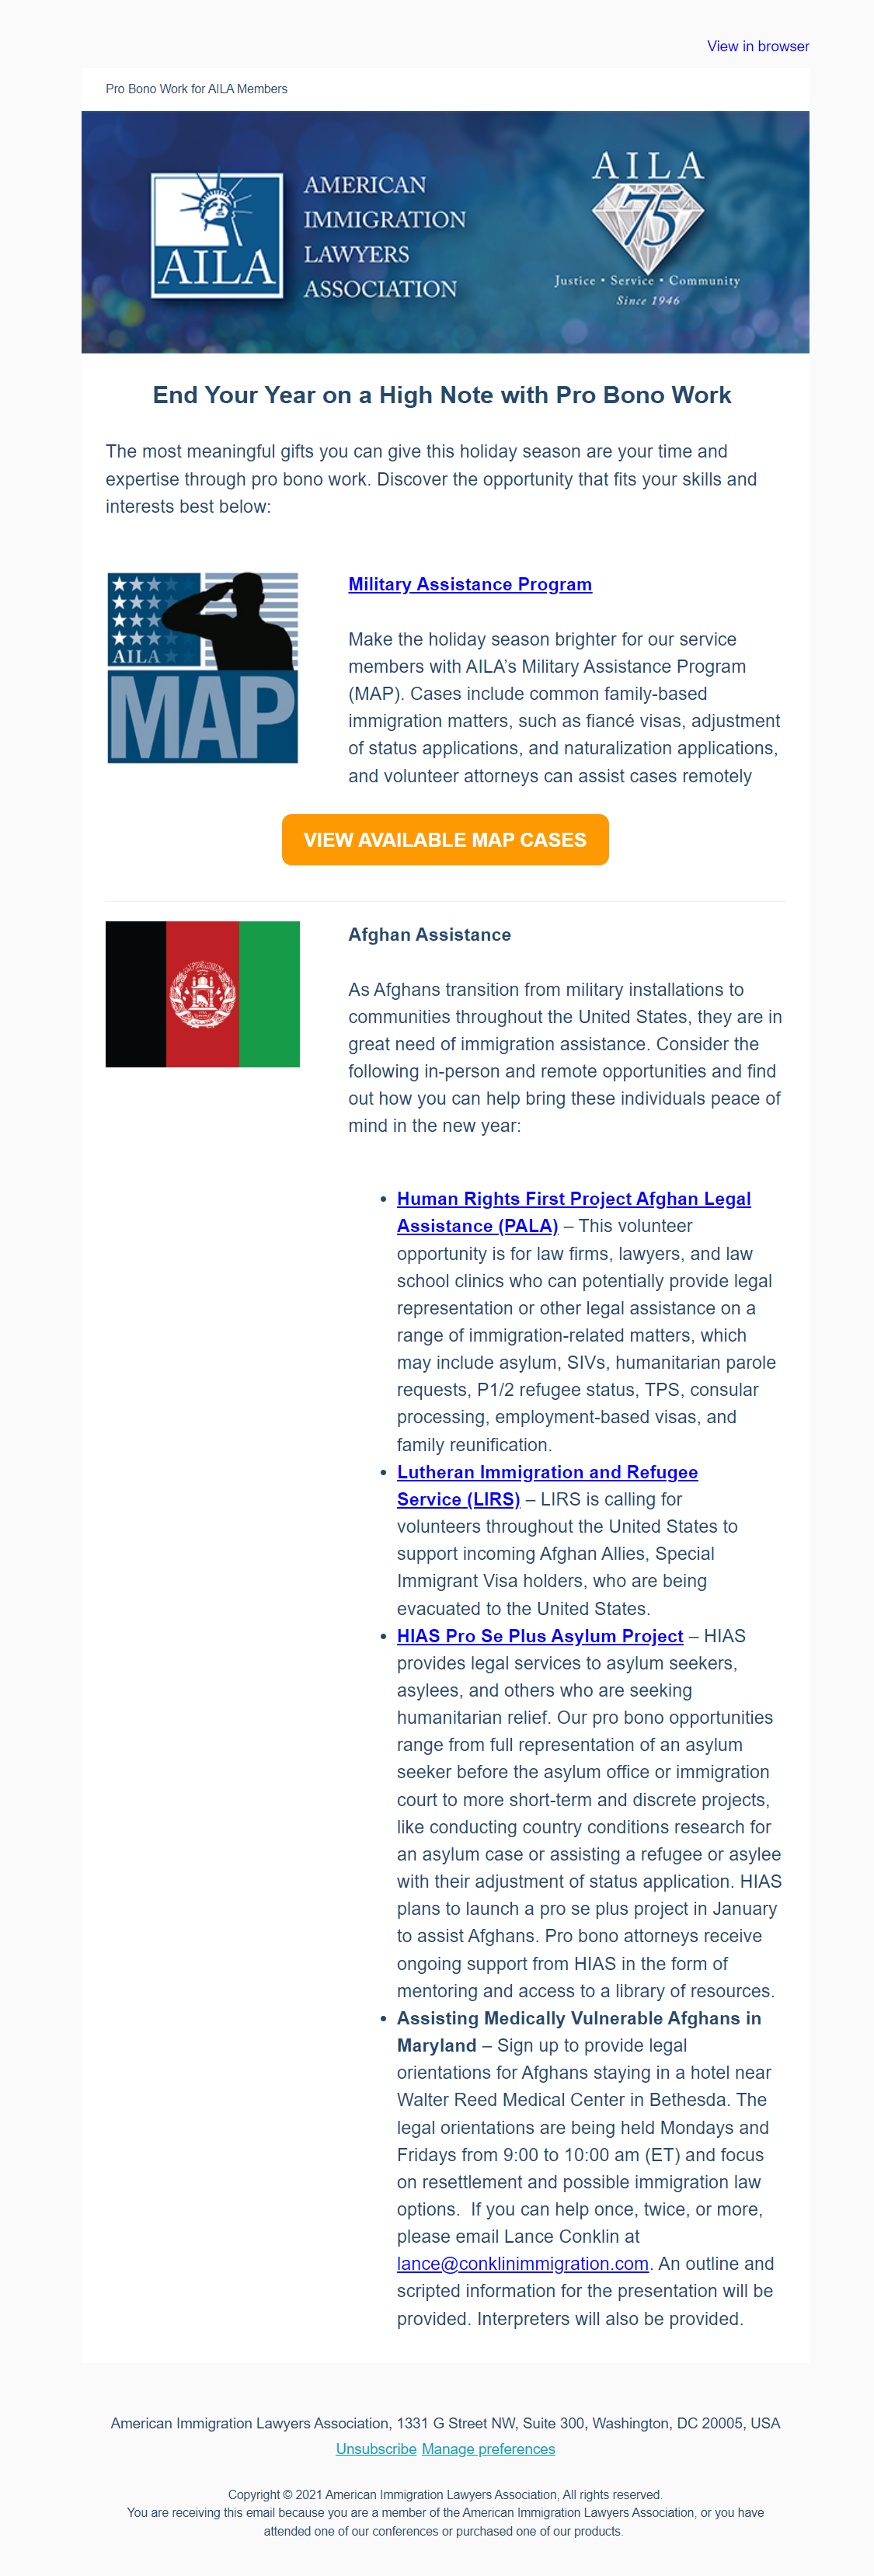 View in browser
Pro Bono Work for AILA Members
AILA
AMERICAN
IMMIGRATION
LAWYERS
ASSOCIATION
AILA
75
Justice • Service • Community
Since 1946
End Your Year on a High Note with Pro Bono Work
The most meaningful gifts you can give this holiday season are your time and
expertise through pro bono work. Discover the opportunity that fits your skills and
interests best below:
AILA
MAP
Military Assistance Program
Make the holiday season brighter for our service
members with AILA’s Military Assistance Program
(MAP). Cases include common family-based
immigration matters, such as fiancé visas, adjustment
of status applications, and naturalization applications,
and volunteer attorneys can assist cases remotely
VIEW AVAILABLE MAP CASES
Afghan Assistance
As Afghans transition from military installations to
communities throughout the United States, they are in
great need of immigration assistance. Consider the
following in-person and remote opportunities and find
out how you can help bring these individuals peace of
mind in the new year:
• Human Rights First Project Afghan Legal
Assistance (PALA) – This volunteer
opportunity is for law firms, lawyers, and law
school clinics who can potentially provide legal
representation or other legal assistance on a
range of immigration-related matters, which
may include asylum, SIVs, humanitarian parole
requests, P1/2 refugee status, TPS, consular
processing, employment-based visas, and
family reunification.
• Lutheran Immigration and Refugee
Service (LIRS) – LIRS is calling for
volunteers throughout the United States to
support incoming Afghan Allies, Special
Immigrant Visa holders, who are being
evacuated to the United States.
• HIAS Pro Se Plus Asylum Project – HIAS
provides legal services to asylum seekers,
asylees, and others who are seeking
humanitarian relief. Our pro bono opportunities
range from full representation of an asylum
seeker before the asylum office or immigration
court to more short-term and discrete projects,
like conducting country conditions research for
an asylum case or assisting a refugee or asylee
with their adjustment of status application. HIAS
plans to launch a pro se plus project in January
to assist Afghans. Pro bono attorneys receive
ongoing support from HIAS in the form of
mentoring and access to a library of resources.
• Assisting Medically Vulnerable Afghans in
Maryland – Sign up to provide legal
orientations for Afghans staying in a hotel near
Walter Reed Medical Center in Bethesda. The
legal orientations are being held Mondays and
Fridays from 9:00 to 10:00 am (ET) and focus
on resettlement and possible immigration law
options.  If you can help once, twice, or more,
please email Lance Conklin at
lance@conklinimmigration.com. An outline and
scripted information for the presentation will be
provided. Interpreters will also be provided.
American Immigration Lawyers Association, 1331 G Street NW, Suite 300, Washington, DC 20005, USA
Unsubscribe Manage preferences
Copyright © 2021 American Immigration Lawyers Association, All rights reserved.
You are receiving this email because you are a member of the American Immigration Lawyers Association, or you have
attended one of our conferences or purchased one of our products.